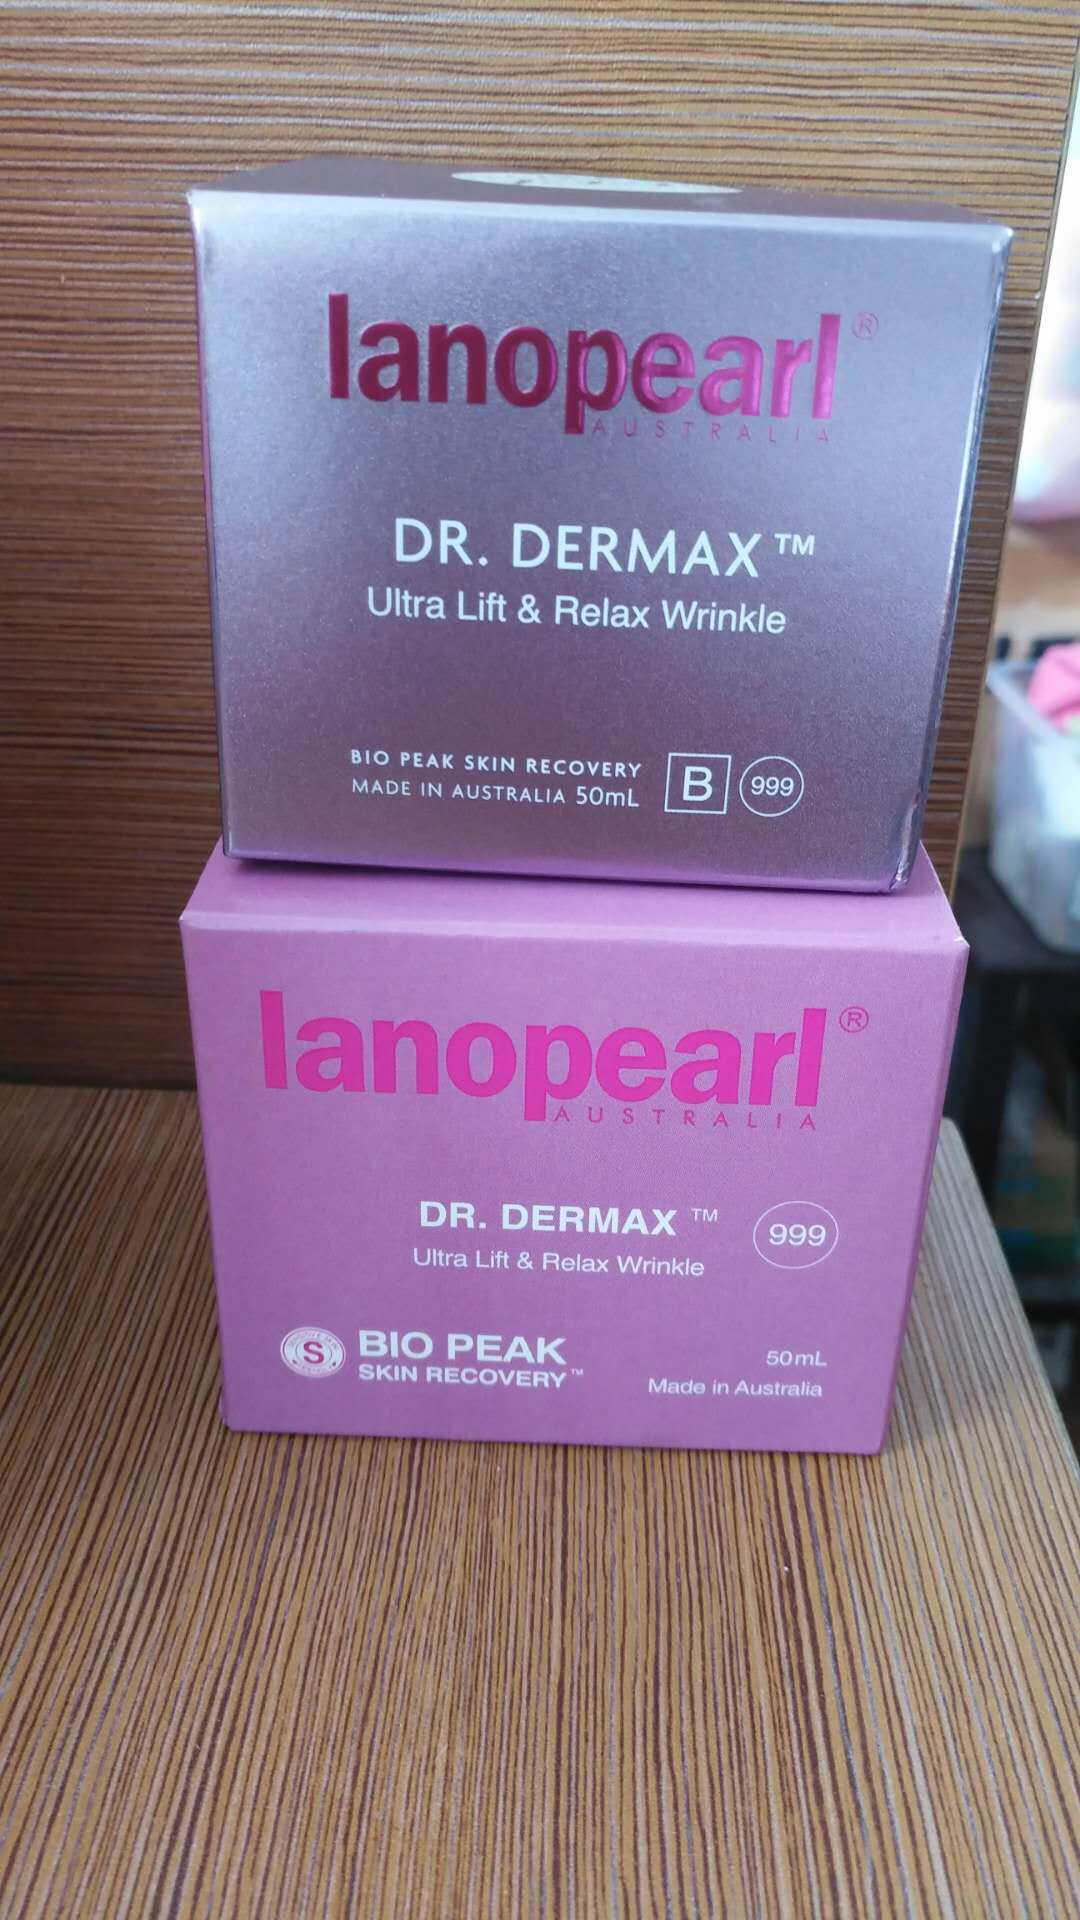 lanopearl®
AUSTRALIA
DR. DERMAX™
Ultra Lift & Relax Wrinkle
BIO PEAK SKIN RECOVERY
MADE IN AUSTRALIA 50mL
B 999
lanopearl®
AUSTRALIA
DR. DERMAX™
Ultra Lift & Relax Wrinkle
999
S
BIO PEAK
SKIN RECOVERY™
50mL
Made in Australia